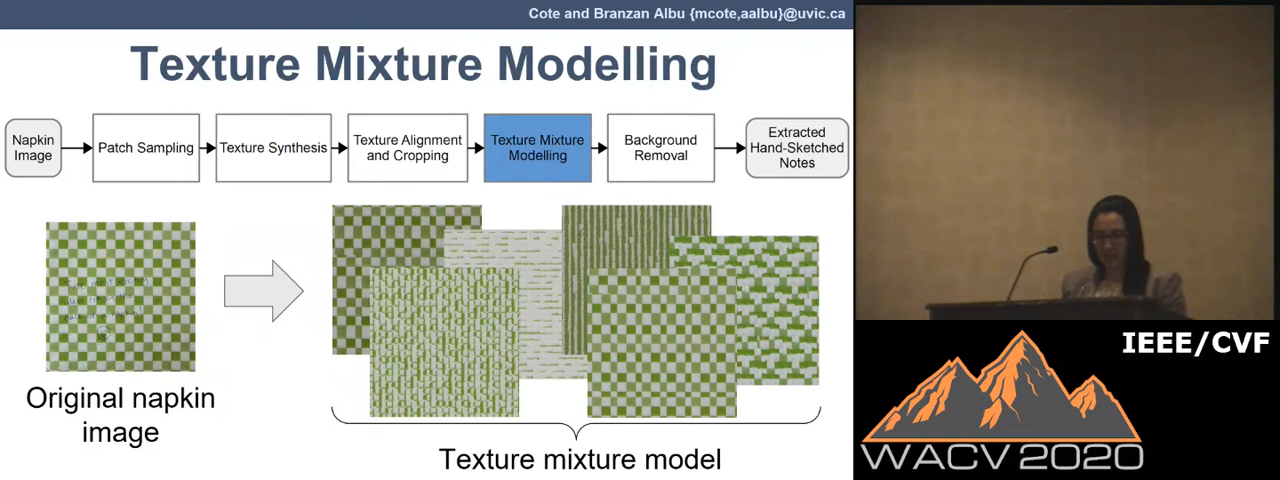 Cote and Branzan Albu {mcote,aalbu}@uvic.ca
Texture Mixture Modelling
Napkin
Image
Patch Sampling
Texture Synthesis
Texture Alignment
and Cropping
Texture Mixture
Modelling
Background
Removal
Extracted
Hand-Sketched
Notes
Original napkin
image
Texture mixture model
IEEE/CVF
WACV 2020